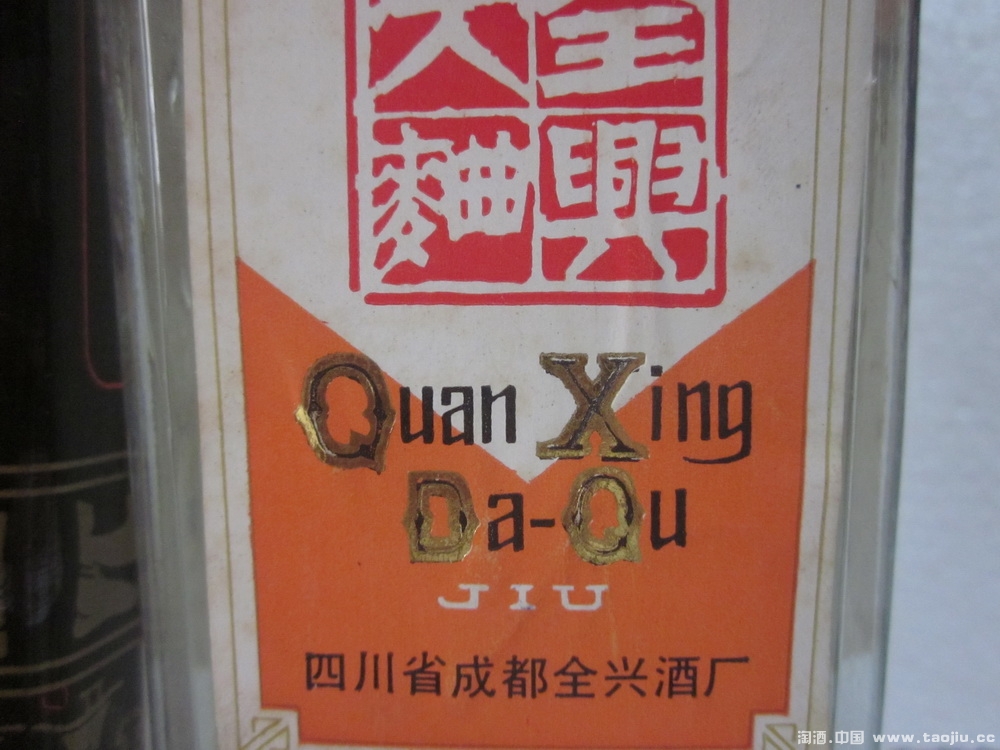 全大
興麯
Quan Xing
Da-Qu
JIU
四川省成都全兴酒厂
淘酒.中国 www.taojiu.cc